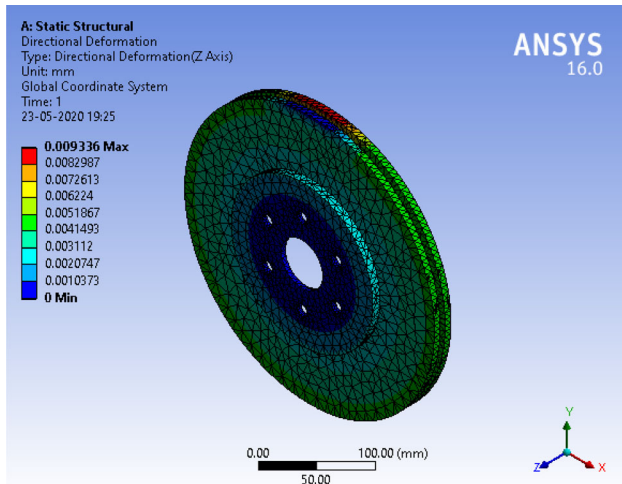 A: Static Structural
Directional Deformation
Type: Directional Deformation(Z Axis)
Unit: mm
Global Coordinate System
Time: 1
23-05-2020 19:25
ANSYS
16.0
0.009336 Max
0.0082987
0.0072613
0.006224
0.0051867
0.0041493
0.003112
0.0020747
0.0010373
0 Min
0.00
100.00 (mm)
50.00
Y
Z
X